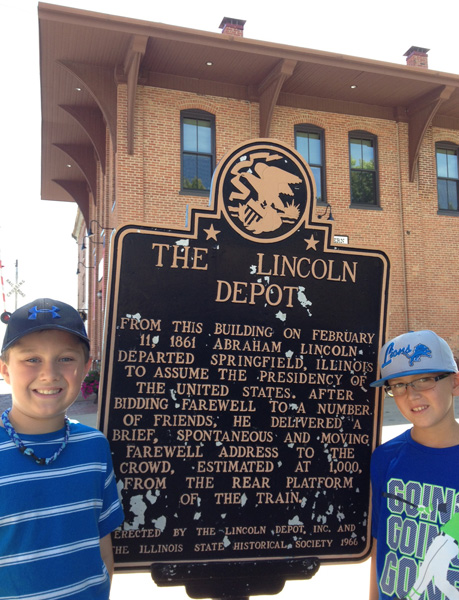 THE LINCOLN
DEPOT
FROM THIS BUILDING ON FEBRUARY
11, 1861 ABRAHAM LINCOLN
DEPARTED SPRINGFIELD, ILLINOIS
TO ASSUME THE PRESIDENCY OF
THE UNITED STATES. AFTER
BIDDING FAREWELL TO A NUMBER
OF FRIENDS, HE DELIVERED A
BRIEF, SPONTANEOUS AND MOVING
FAREWELL ADDRESS TO THE
CROWD, ESTIMATED AT 1,000,
FROM THE REAR PLATFORM
OF THE TRAIN.
ERECTED BY THE LINCOLN DEPOT, INC. AND
THE ILLINOIS STATE HISTORICAL SOCIETY 1966
Lions
GOING
GOING
GOING